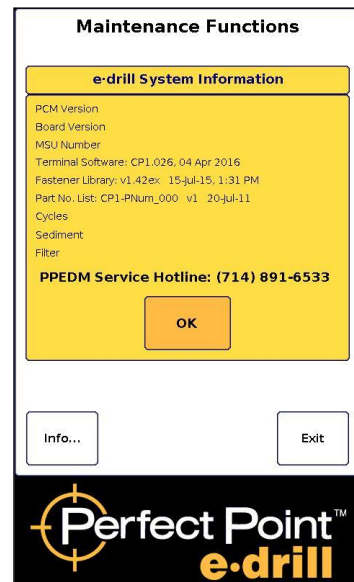 Maintenance Functions
e·drill System Information
PCM Version
Board Version
MSU Number
Terminal Software: CP1.026, 04 Apr 2016
Fastener Library: v1.42ex 15-Jul-15, 1:31 PM
Part No. List: CP1-PNum_000 v1 20-Jul-11
Cycles
Sediment
Filter
PPEDM Service Hotline: (714) 891-6533
OK
Info...
Exit
Perfect Point™
e·drill